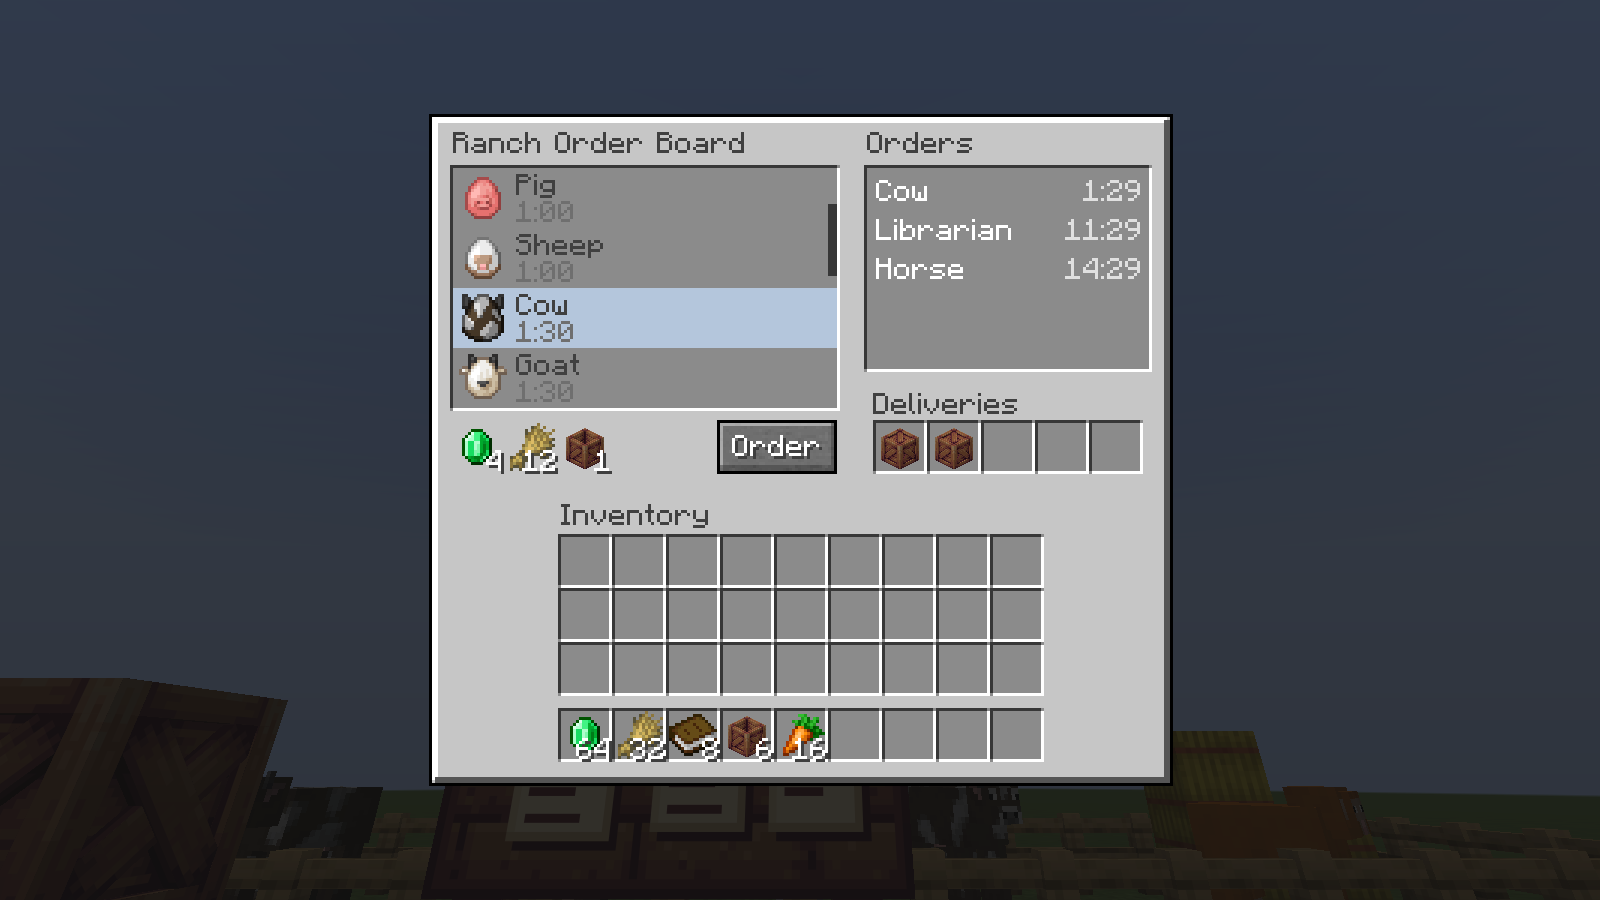 Ranch Order Board
Pig
1:00
Sheep
1:00
Cow
1:30
Goat
1:30
4
12
1
Order
Orders
Cow 1:29
Librarian 11:29
Horse 14:29
Deliveries
Inventory
64
32
8
6
16